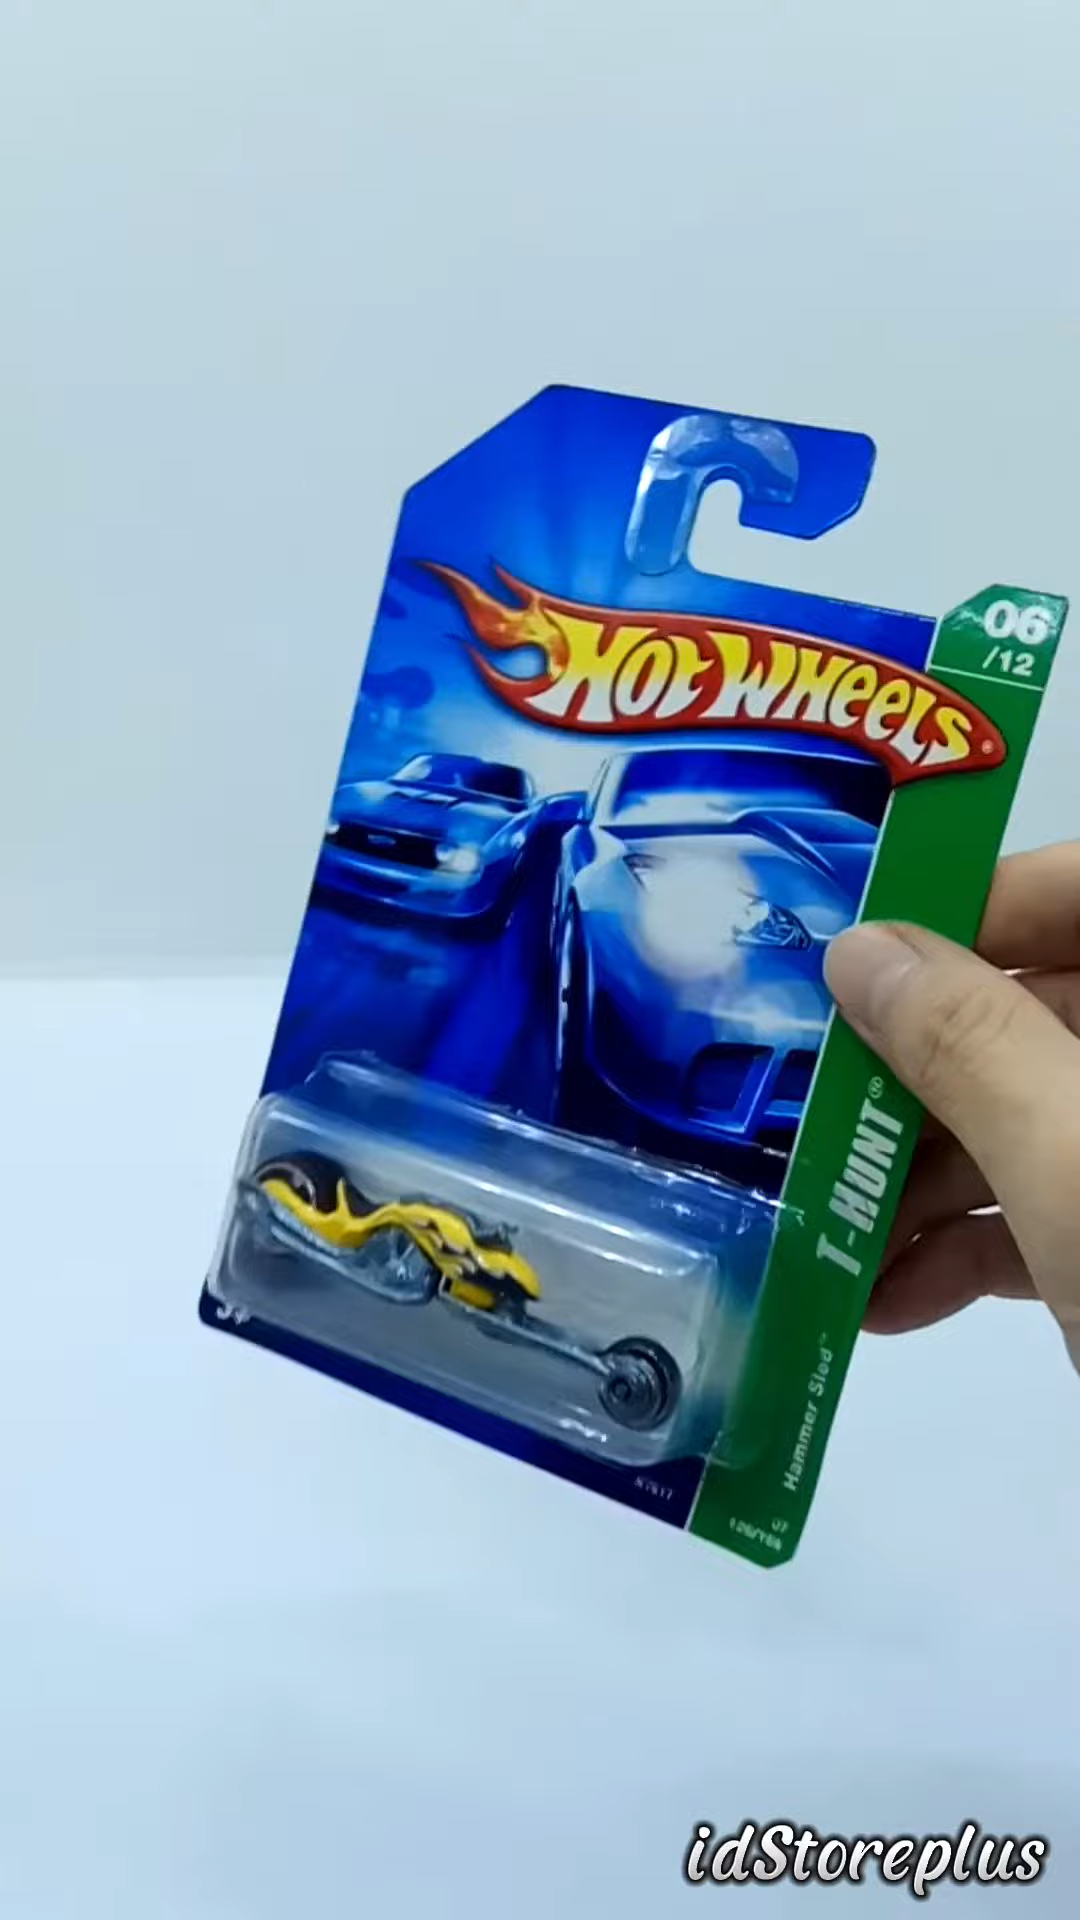 06
/12
HOT WHEELS®
T-HUNT®
Hammer Sled™
idStoreplus